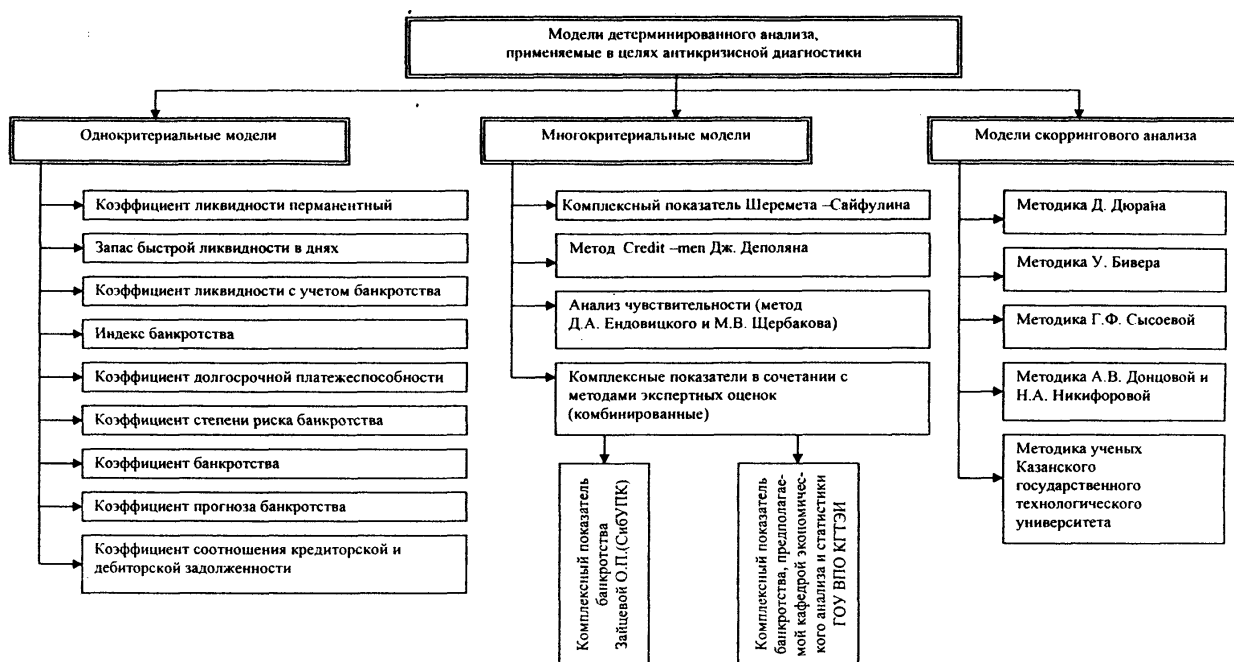 Модели детерминированного анализа,
применяемые в целях антикризисной диагностики
Однокритериальные модели
Коэффициент ликвидности перманентный
Запас быстрой ликвидности в днях
Коэффициент ликвидности с учетом банкротства
Индекс банкротства
Коэффициент долгосрочной платежеспособности
Коэффициент степени риска банкротства
Коэффициент банкротства
Коэффициент прогноза банкротства
Коэффициент соотношения кредиторской и
дебиторской задолженности
Многокритериальные модели
Комплексный показатель Шеремета –Сайфулина
Метод Credit –men Дж. Деполяна
Анализ чувствительности (метод
Д.А. Ендовицкого и М.В. Щербакова)
Комплексные показатели в сочетании с
методами экспертных оценок
(комбинированные)
Комплексный показатель
банкротства
Зайцевой О.П.(СибУПК)
Комплексный показатель
банкротства, предполагае-
мой кафедрой экономичес-
кого анализа и статистики
ГОУ ВПО КГТЭИ
Модели скоррингового анализа
Методика Д. Дюрана
Методика У. Бивера
Методика Г.Ф. Сысоевой
Методика А.В. Донцовой и
Н.А. Никифоровой
Методика ученых
Казанского
государственного
технологического
университета